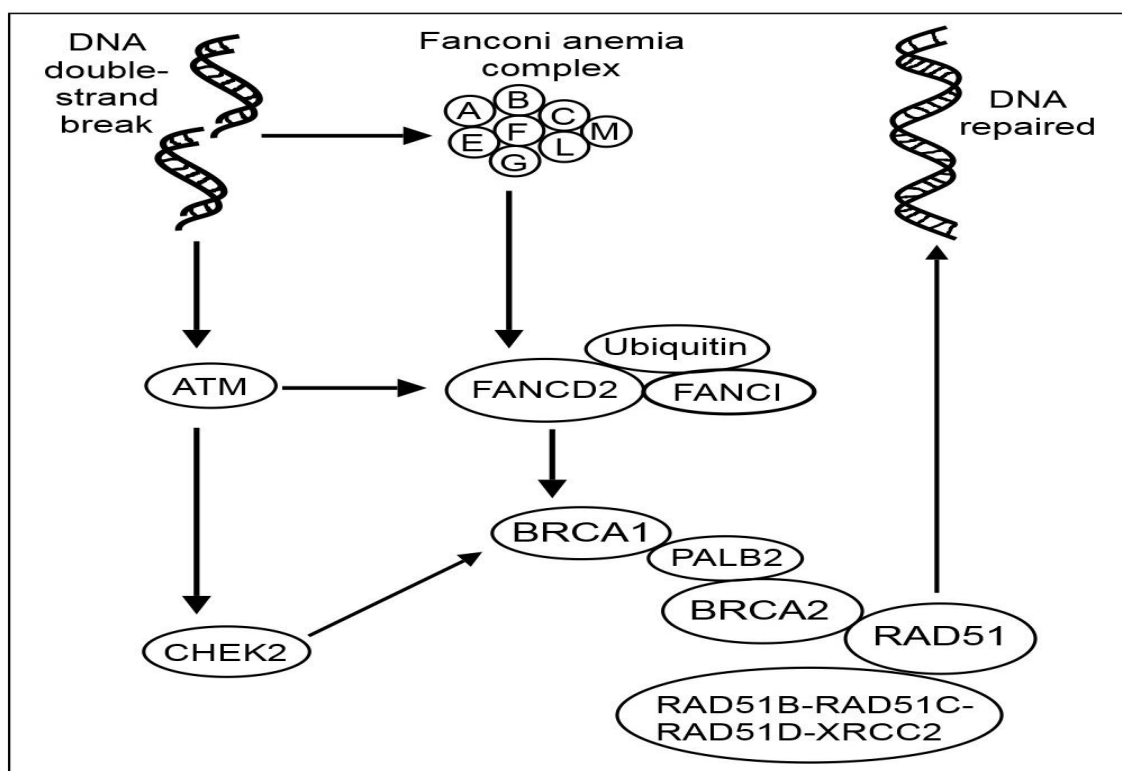 DNA
double-
strand
break
Fanconi anemia
complex
A
B
C
M
E
F
L
G
DNA
repaired
ATM
Ubiquitin
FANCD2
FANCI
BRCA1
PALB2
BRCA2
RAD51
CHEK2
RAD51B-RAD51C-
RAD51D-XRCC2